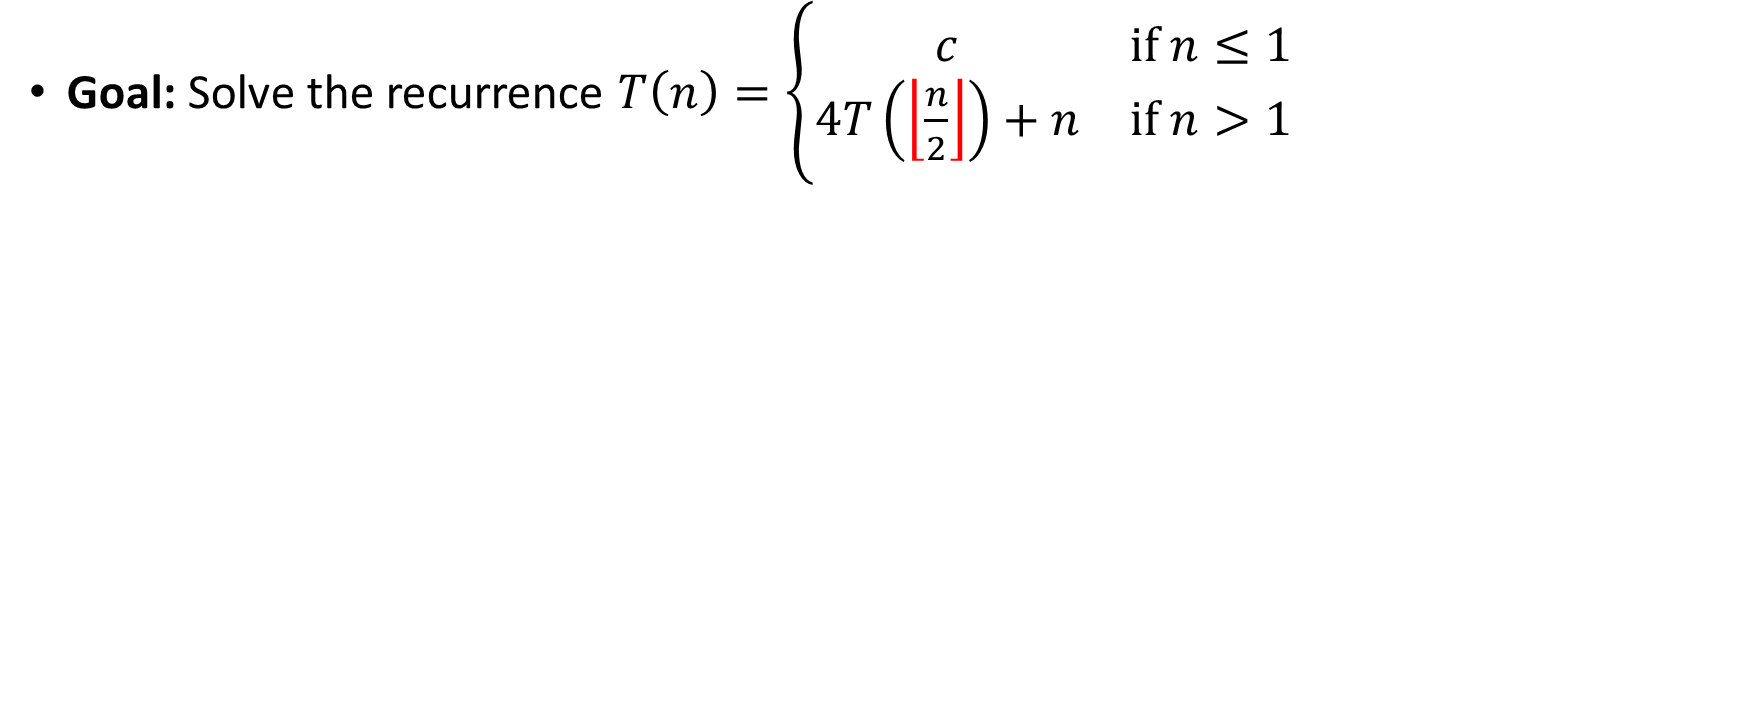 • Goal: Solve the recurrence T(n) = { c if n ≤ 1
4T(⌊n/2⌋) + n if n > 1